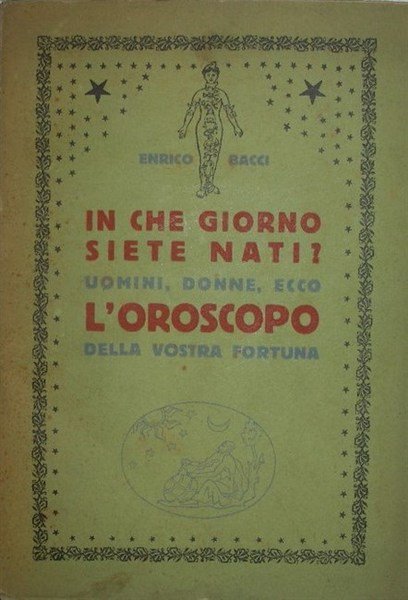 ENRICO BACCI
IN CHE GIORNO
SIETE NATI?
UOMINI, DONNE, ECCO
L'OROSCOPO
DELLA VOSTRA FORTUNA